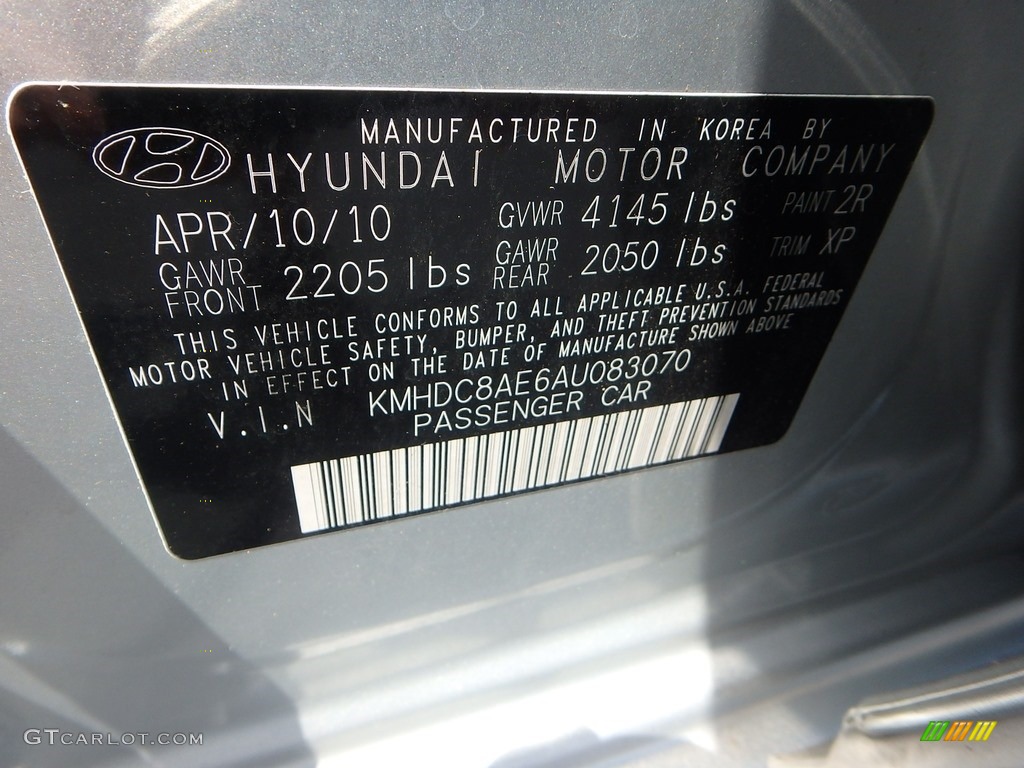 MANUFACTURED IN KOREA BY
HYUNDAI MOTOR COMPANY
APR/10/10 GVWR 4145 lbs PAINT 2R
GAWR FRONT 2205 lbs GAWR REAR 2050 lbs TRIM XP
THIS VEHICLE CONFORMS TO ALL APPLICABLE U.S.A. FEDERAL
MOTOR VEHICLE SAFETY, BUMPER, AND THEFT PREVENTION STANDARDS
IN EFFECT ON THE DATE OF MANUFACTURE SHOWN ABOVE
V.I.N KMHDC8AE6AU083070
PASSENGER CAR
GTCARLOT.COM